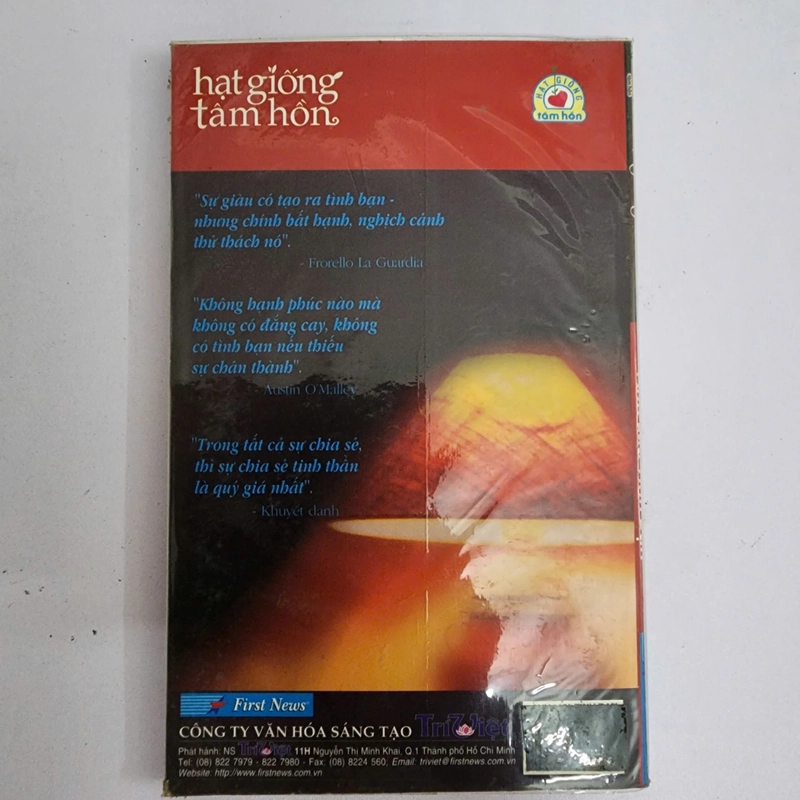 hạt giống
tâm hồn
HẠT GIỐNG
tâm hồn
"Sự giàu có tạo ra tình bạn -
nhưng chính bất hạnh, nghịch cảnh
thử thách nó".
- Frorello La Guardia
"Không hạnh phúc nào mà
không có đắng cay, không
có tình bạn nếu thiếu
sự chân thành".
- Austin O'Malley
"Trong tất cả sự chia sẻ,
thì sự chia sẻ tinh thần
là quý giá nhất".
- Khuyết danh
First News
CÔNG TY VĂN HÓA SÁNG TẠO Trí Việt
Phát hành: NS Trí Việt 11H Nguyễn Thị Minh Khai, Q.1 Thành phố Hồ Chí Minh
Tel: (08) 822 7979 - 822 7980 - Fax: (08) 8224 560; Email: triviet@firstnews.com.vn
Website: http://www.firstnews.com.vn